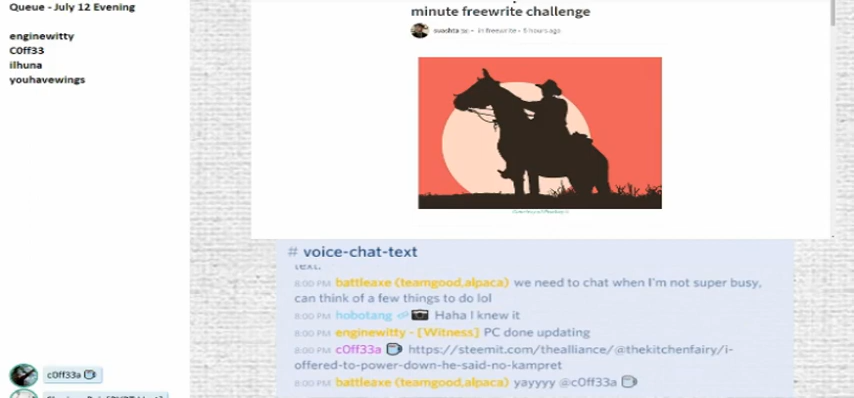 Queue - July 12 Evening
enginewitty
C0ff33
ilhuna
youhavewings
minute freewrite challenge
in freewrite • 5 hours ago
# voice-chat-text
text.
8:00 PM battleaxe (teamgood,alpaca) we need to chat when I'm not super busy,
can think of a few things to do lol
8:00 PM hobotang Haha I knew it
8:00 PM enginewitty - [Witness] PC done updating
8:00 PM c0ff33a https://steemit.com/thealliance/@thekitchenfairy/i-
offered-to-power-down-he-said-no-kampret
8:00 PM battleaxe (teamgood,alpaca) yayyyy @c0ff33a
c0ff33a